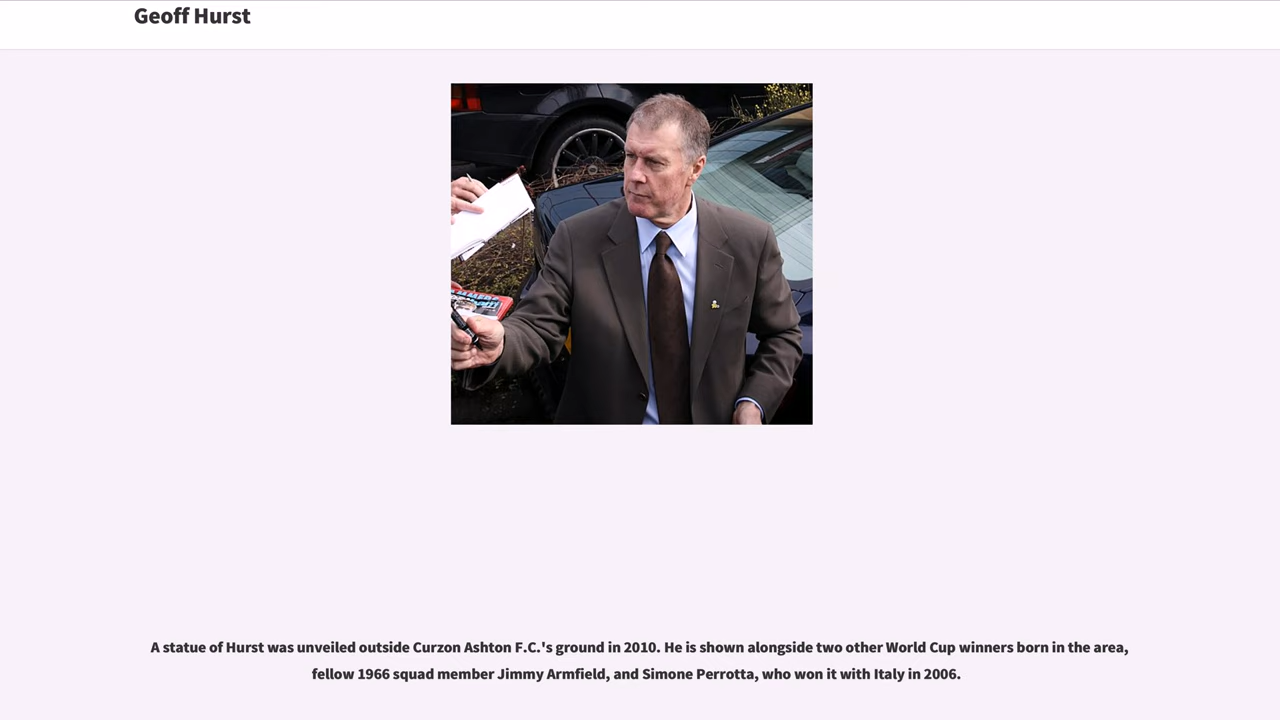 Geoff Hurst
A statue of Hurst was unveiled outside Curzon Ashton F.C.'s ground in 2010. He is shown alongside two other World Cup winners born in the area,
fellow 1966 squad member Jimmy Armfield, and Simone Perrotta, who won it with Italy in 2006.